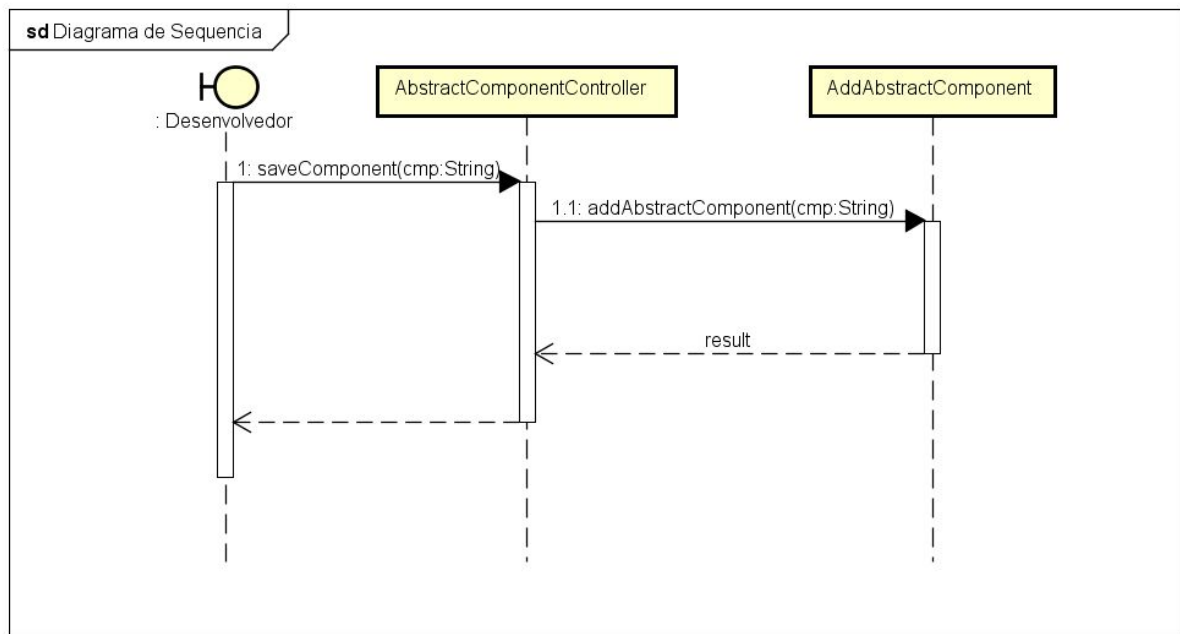 sd Diagrama de Sequencia
: Desenvolvedor
AbstractComponentController
AddAbstractComponent
1: saveComponent(cmp:String)
1.1: addAbstractComponent(cmp:String)
result